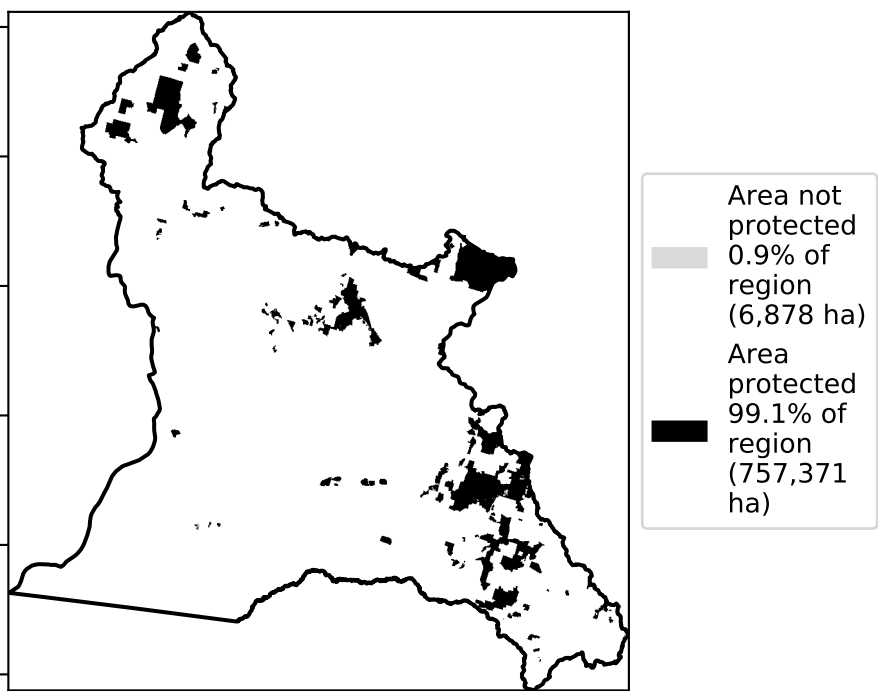 Area not
protected
0.9% of
region
(6,878 ha)
Area
protected
99.1% of
region
(757,371
ha)